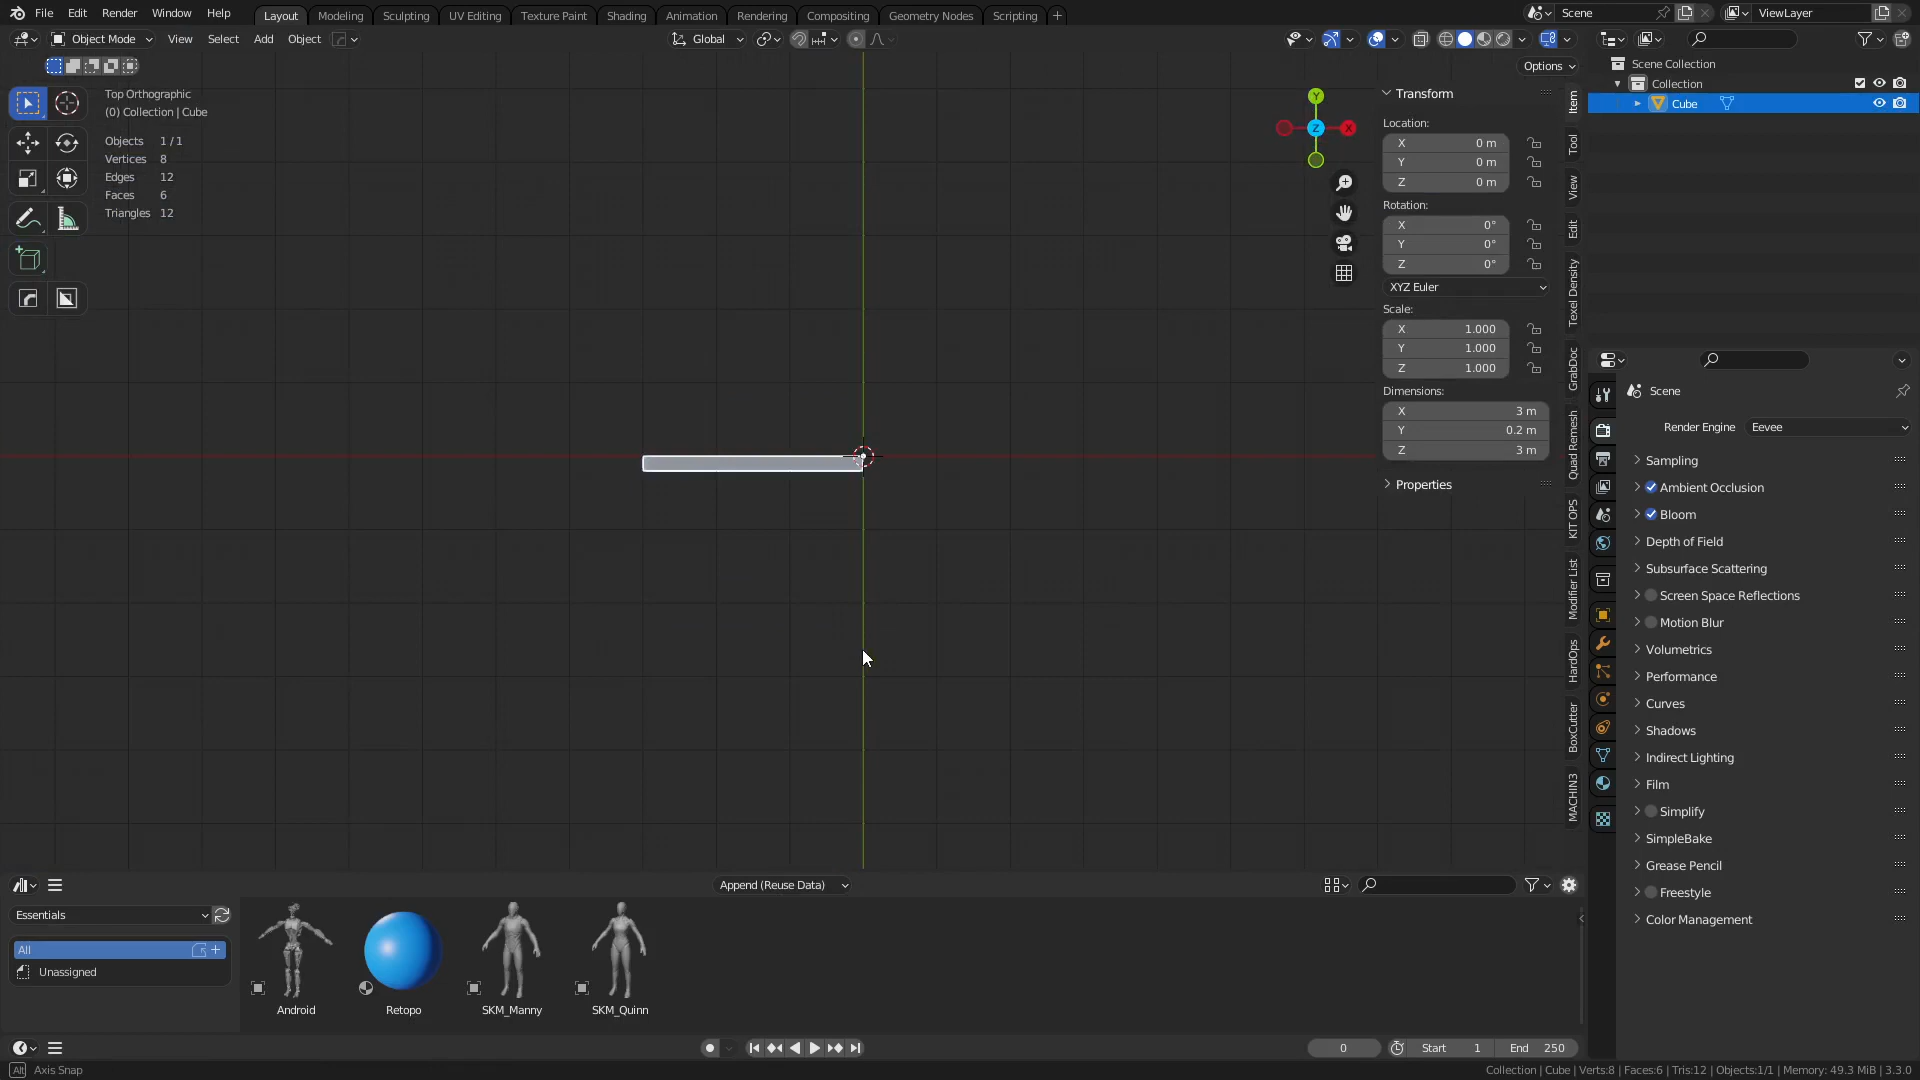 File Edit Render Window Help Layout Modeling Sculpting UV Editing Texture Paint Shading Animation Rendering Compositing Geometry Nodes Scripting + Scene ViewLayer
Object Mode View Select Add Object Global
Options
Top Orthographic
(0) Collection | Cube
Objects 1 / 1
Vertices 8
Edges 12
Faces 6
Triangles 12
Y
Z X
Transform
Location:
X 0 m
Y 0 m
Z 0 m
Rotation:
X 0°
Y 0°
Z 0°
XYZ Euler
Scale:
X 1.000
Y 1.000
Z 1.000
Dimensions:
X 3 m
Y 0.2 m
Z 3 m
Properties
Item
Tool
View
Edit
Texel Density
GrabDoc
Quad Remesh
KIT OPS
Modifier List
HardOps
BoxCutter
MACHIN3
Scene Collection
Collection
Cube
Scene
Render Engine Eevee
Sampling
Ambient Occlusion
Bloom
Depth of Field
Subsurface Scattering
Screen Space Reflections
Motion Blur
Volumetrics
Performance
Curves
Shadows
Indirect Lighting
Film
Simplify
SimpleBake
Grease Pencil
Freestyle
Color Management
Append (Reuse Data)
Essentials
All
Unassigned
Android Retopo SKM_Manny SKM_Quinn
0 Start 1 End 250
Alt Axis Snap
Collection | Cube | Verts:8 | Faces:6 | Tris:12 | Objects:1/1 | Memory: 49.3 MiB | 3.3.0